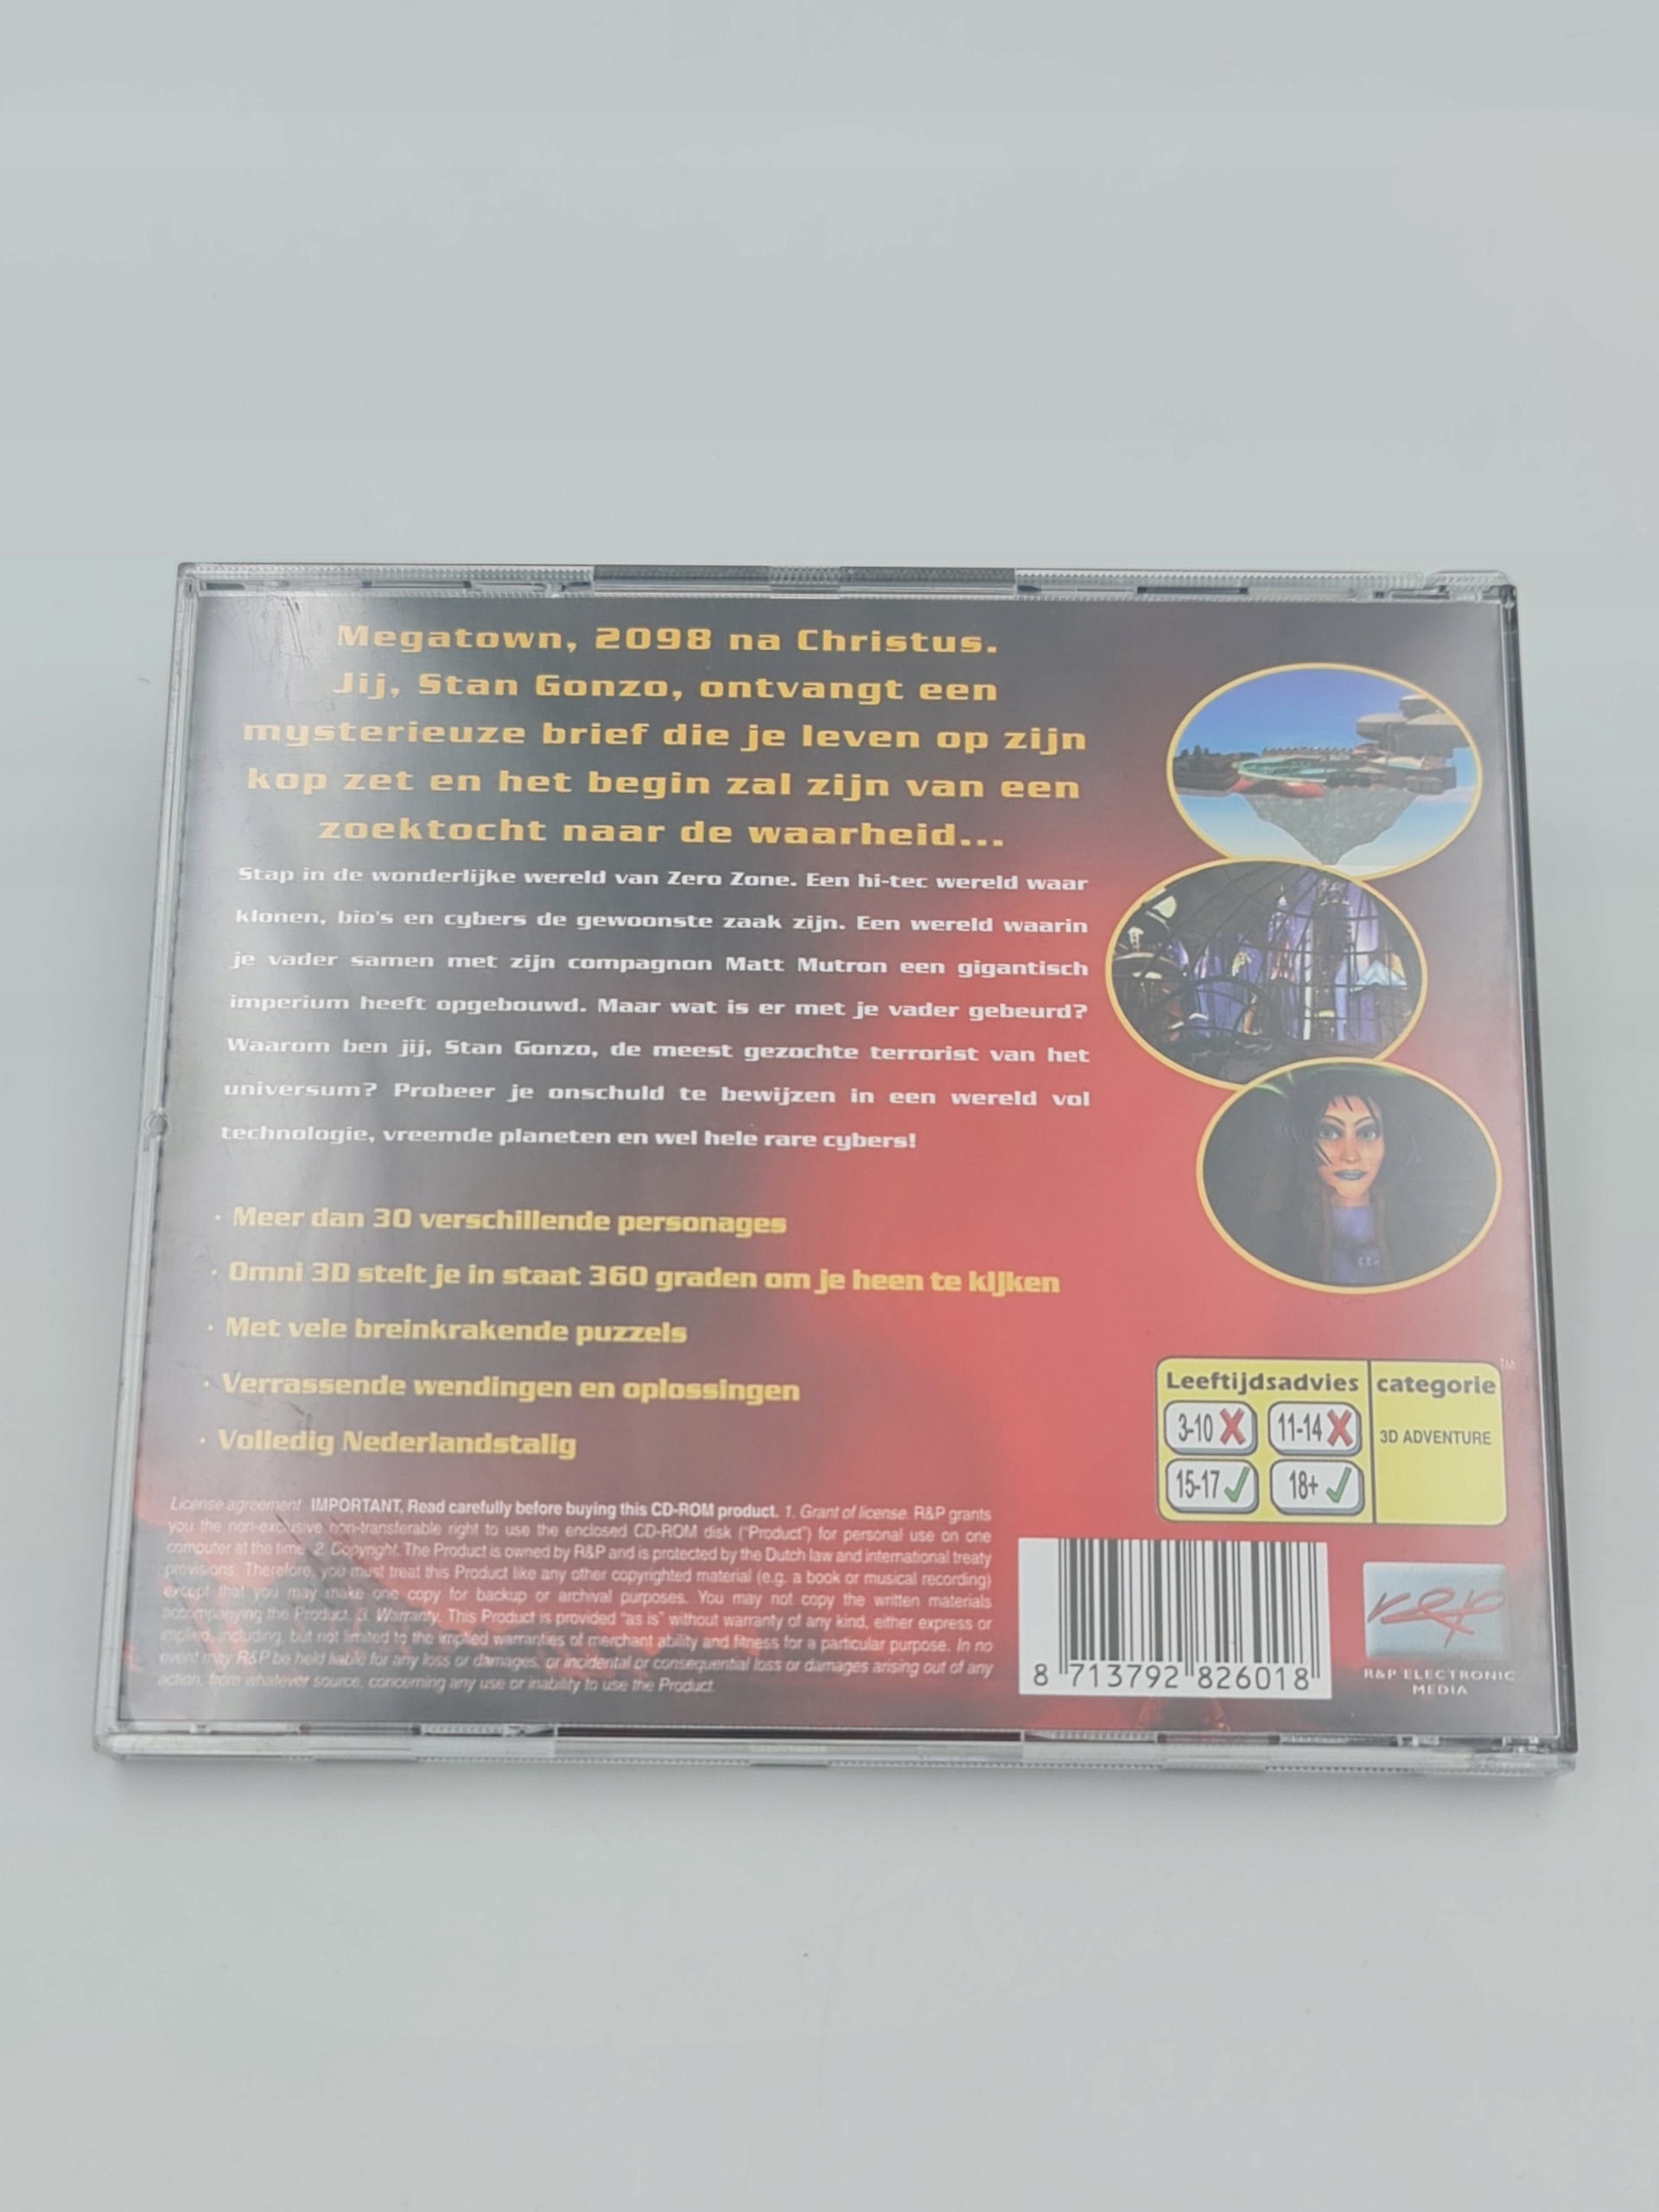 Megatown, 2098 na Christus.
Jij, Stan Gonzo, ontvangt een
mysterieuze brief die je leven op zijn
kop zet en het begin zal zijn van een
zoektocht naar de waarheid...
Stap in de wonderlijke wereld van Zero Zone. Een hi-tec wereld waar
klonen, bio's en cybers de gewoonste zaak zijn. Een wereld waarin
je vader samen met zijn compagnon Matt Mutron een gigantisch
imperium heeft opgebouwd. Maar wat is er met je vader gebeurd?
Waarom ben jij, Stan Gonzo, de meest gezochte terrorist van het
universum? Probeer je onschuld te bewijzen in een wereld vol
technologie, vreemde planeten en wel hele rare cybers!
· Meer dan 30 verschillende personages
· Omni 3D stelt je in staat 360 graden om je heen te kijken
· Met vele breinkrakende puzzels
· Verrassende wendingen en oplossingen
· Volledig Nederlandstalig
Leeftijdsadvies categorie TM
3-10 11-14 3D ADVENTURE
15-17 18+
License agreement IMPORTANT, Read carefully before buying this CD-ROM product. 1. Grant of license. R&P grants
you the non-exclusive non-transferable right to use the enclosed CD-ROM disk ("Product") for personal use on one
computer at the time. 2. Copyright. The Product is owned by R&P and is protected by the Dutch law and international treaty
provisions. Therefore, you must treat this Product like any other copyrighted material (e.g. a book or musical recording)
except that you may make one copy for backup or archival purposes. You may not copy the written materials
accompanying the Product. 3. Warranty. This Product is provided "as is" without warranty of any kind, either express or
implied, including, but not limited to the implied warranties of merchant ability and fitness for a particular purpose. In no
event may R&P be held liable for any loss or damages, or incidental or consequential loss or damages arising out of any
action, from whatever source, concerning any use or inability to use the Product.
8 713792 826018
r&p
R&P ELECTRONIC
MEDIA